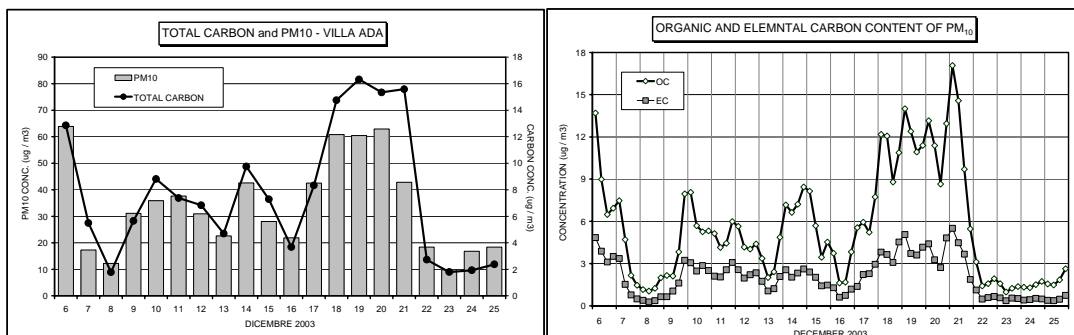 TOTAL CARBON and PM10 - VILLA ADA
PM10
TOTAL CARBON
PM10 CONC. (ug / m3)
90
80
70
60
50
40
30
20
10
0
18
16
14
12
10
8
6
4
2
0
CARBON CONC. (ug / m3)
6 7 8 9 10 11 12 13 14 15 16 17 18 19 20 21 22 23 24 25
DICEMBRE 2003
ORGANIC AND ELEMNTAL CARBON CONTENT OF PM10
OC
EC
CONCENTRATION (ug / m3)
18
15
12
9
6
3
0
6 7 8 9 10 11 12 13 14 15 16 17 18 19 20 21 22 23 24 25
DECEMBER 2003